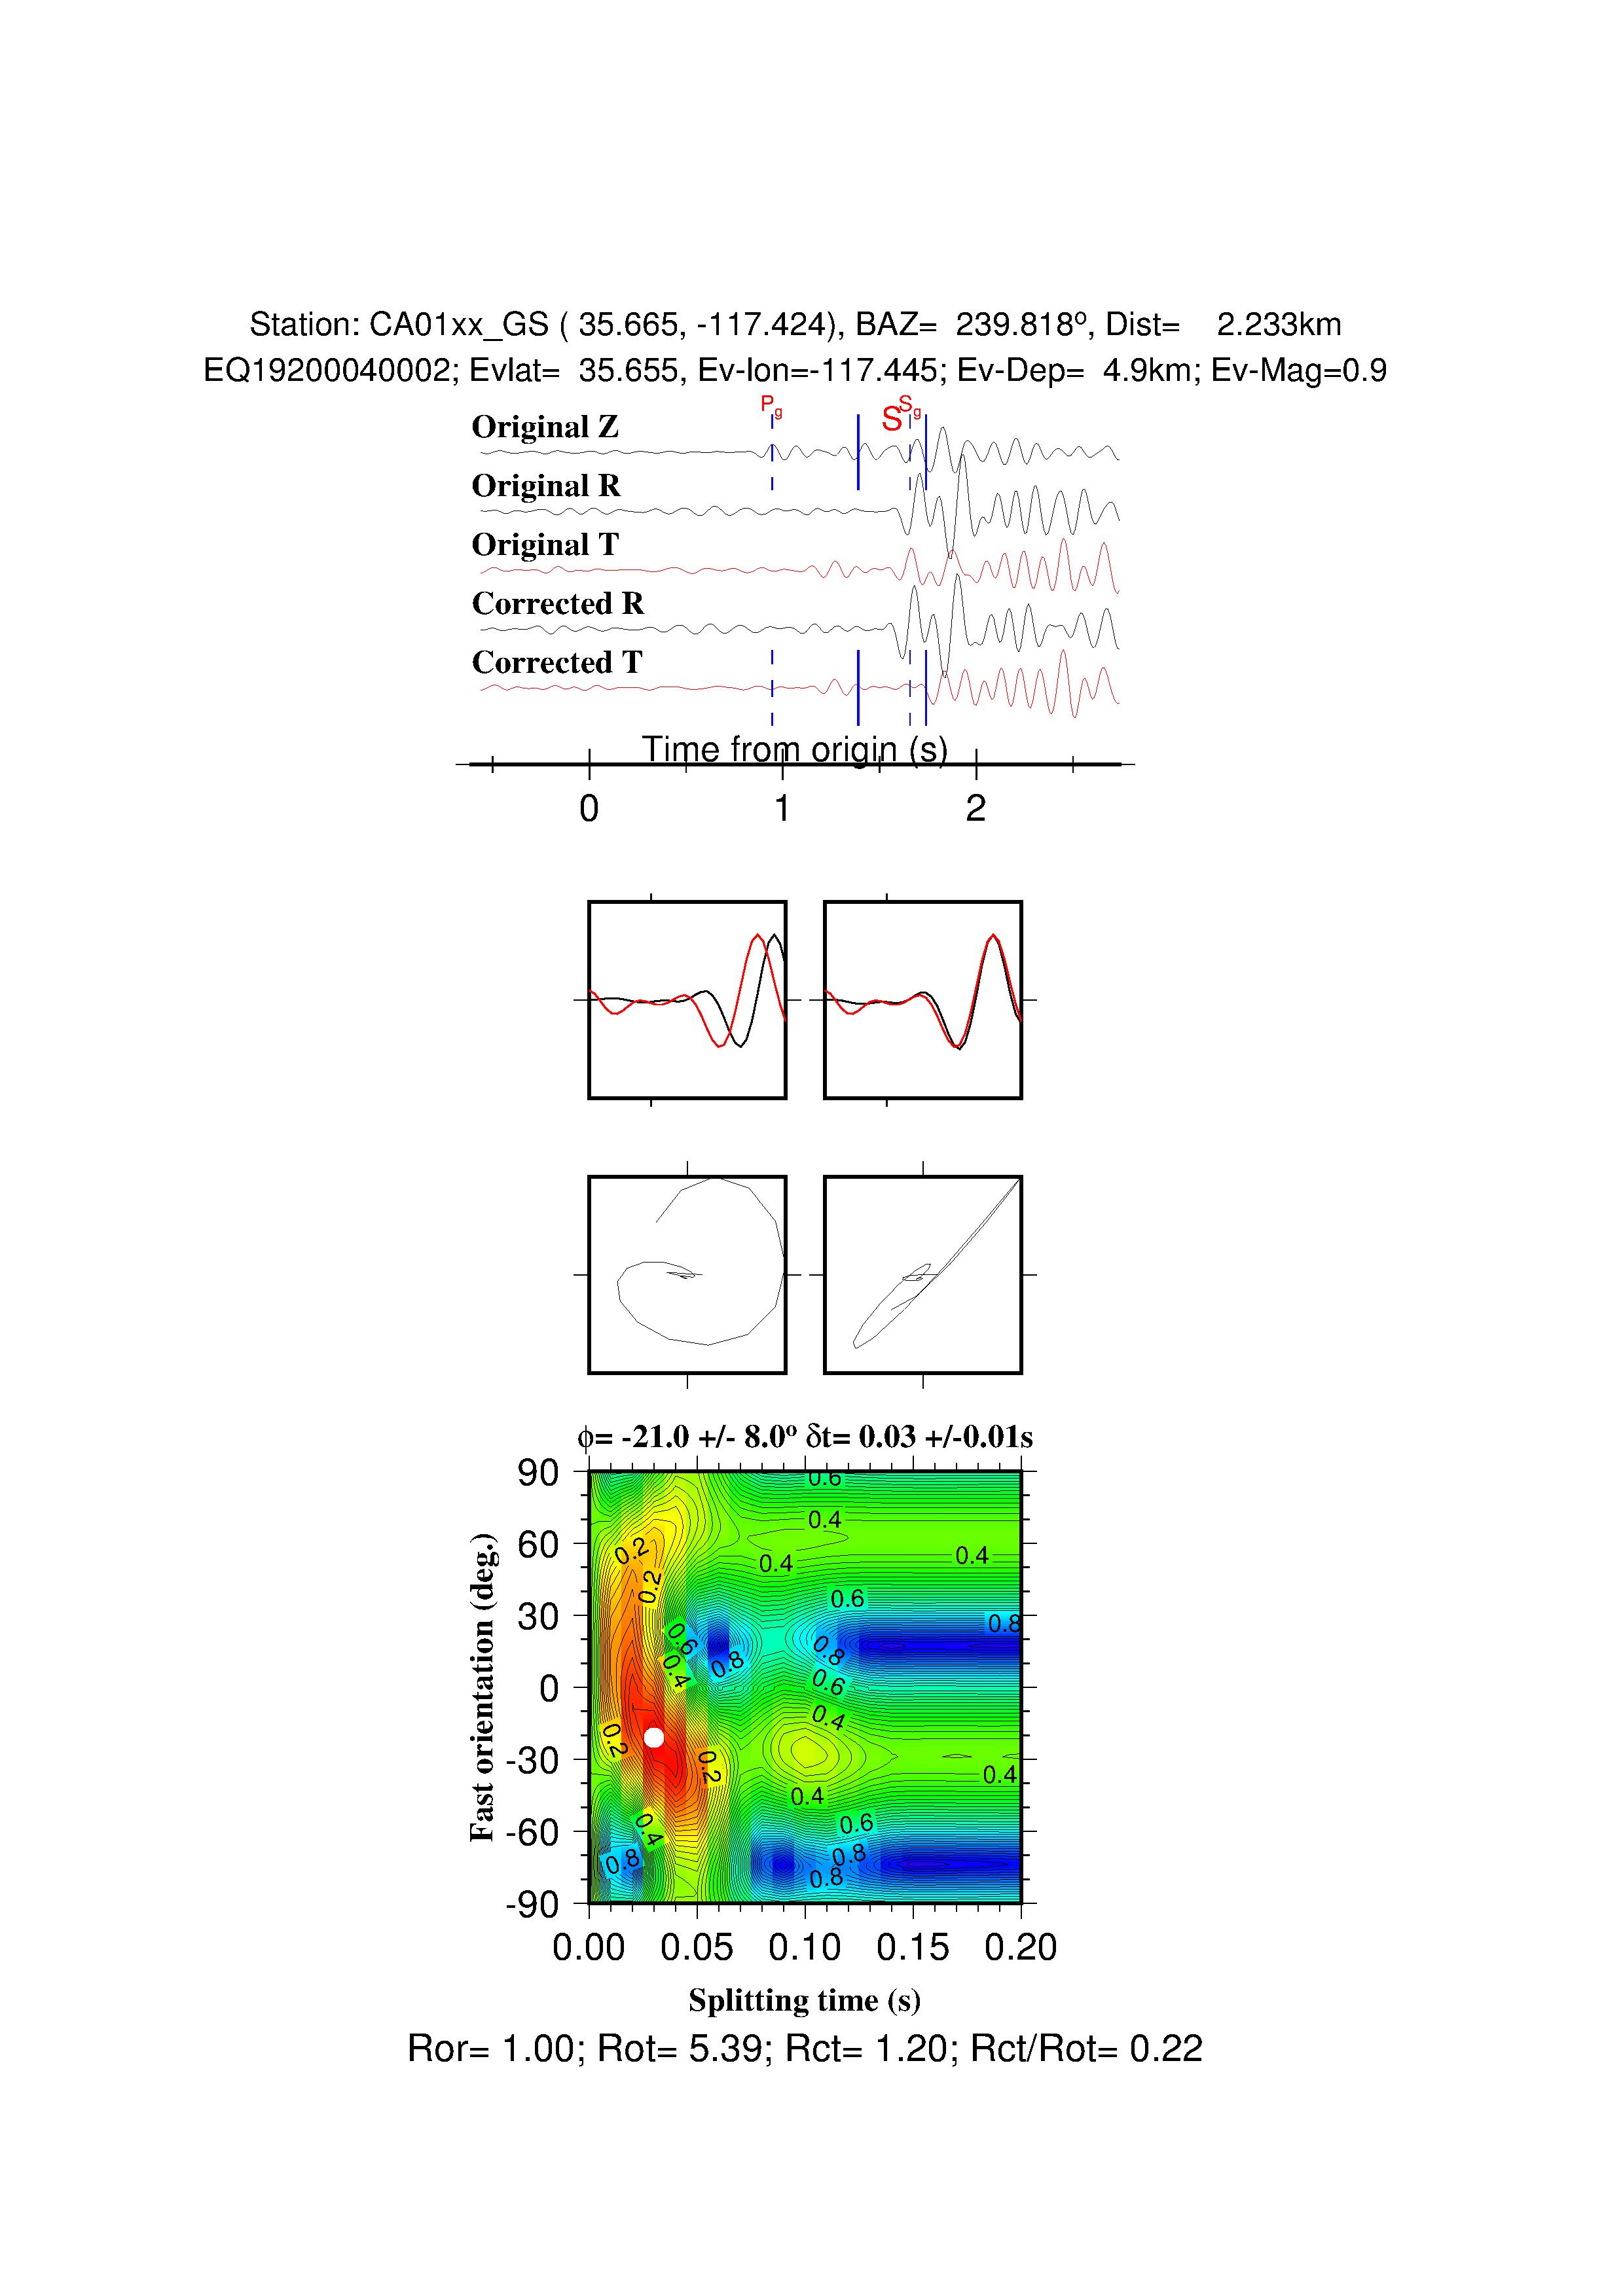 Station: CA01xx_GS ( 35.665, -117.424), BAZ= 239.818º, Dist= 2.233km
EQ19200040002; Evlat= 35.655, Ev-lon=-117.445; Ev-Dep= 4.9km; Ev-Mag=0.9
Pg S Sg
Original Z
Original R
Original T
Corrected R
Corrected T
Time from origin (s)
0 1 2
ϕ= -21.0 +/- 8.0º δt= 0.03 +/-0.01s
90
60
30
0
-30
-60
-90
Fast orientation (deg.)
0.6
0.4
0.2 0.4 0.4
0.2 0.6
0.6 0.8 0.8 0.8
0.4 0.6
0.4
0.2 0.2 0.4
0.4
0.4 0.6
0.8 0.8 0.8
0.00 0.05 0.10 0.15 0.20
Splitting time (s)
Ror= 1.00; Rot= 5.39; Rct= 1.20; Rct/Rot= 0.22